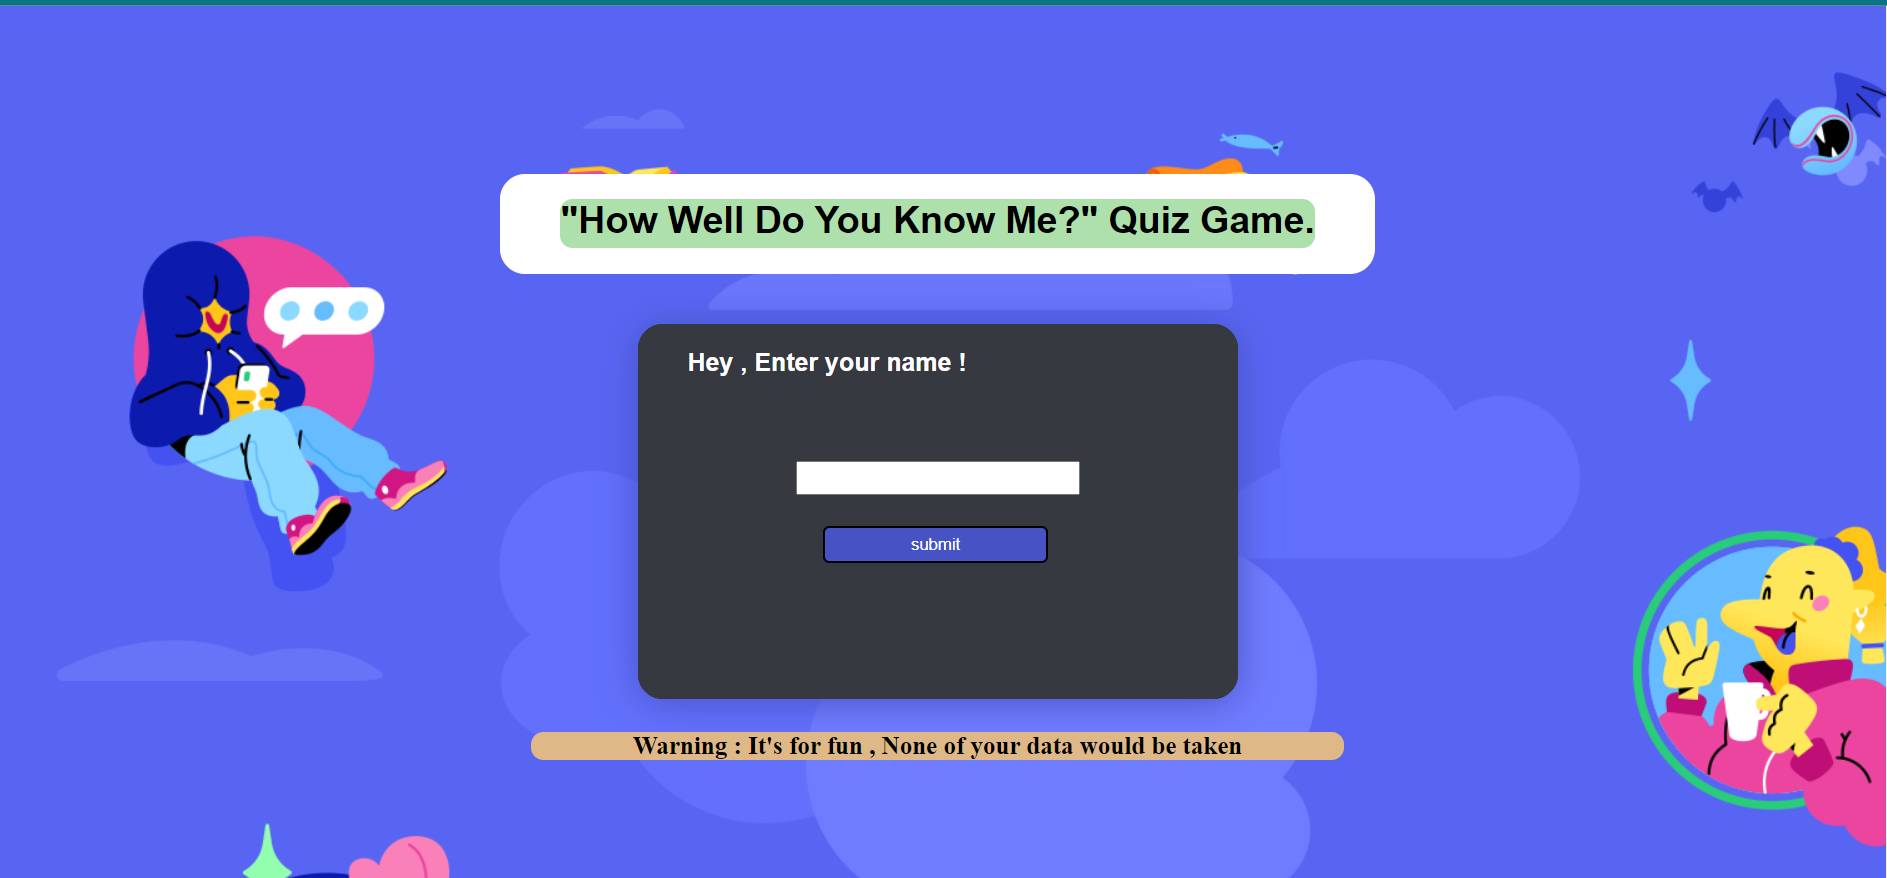 "How Well Do You Know Me?" Quiz Game.
Hey , Enter your name !
submit
Warning : It's for fun , None of your data would be taken